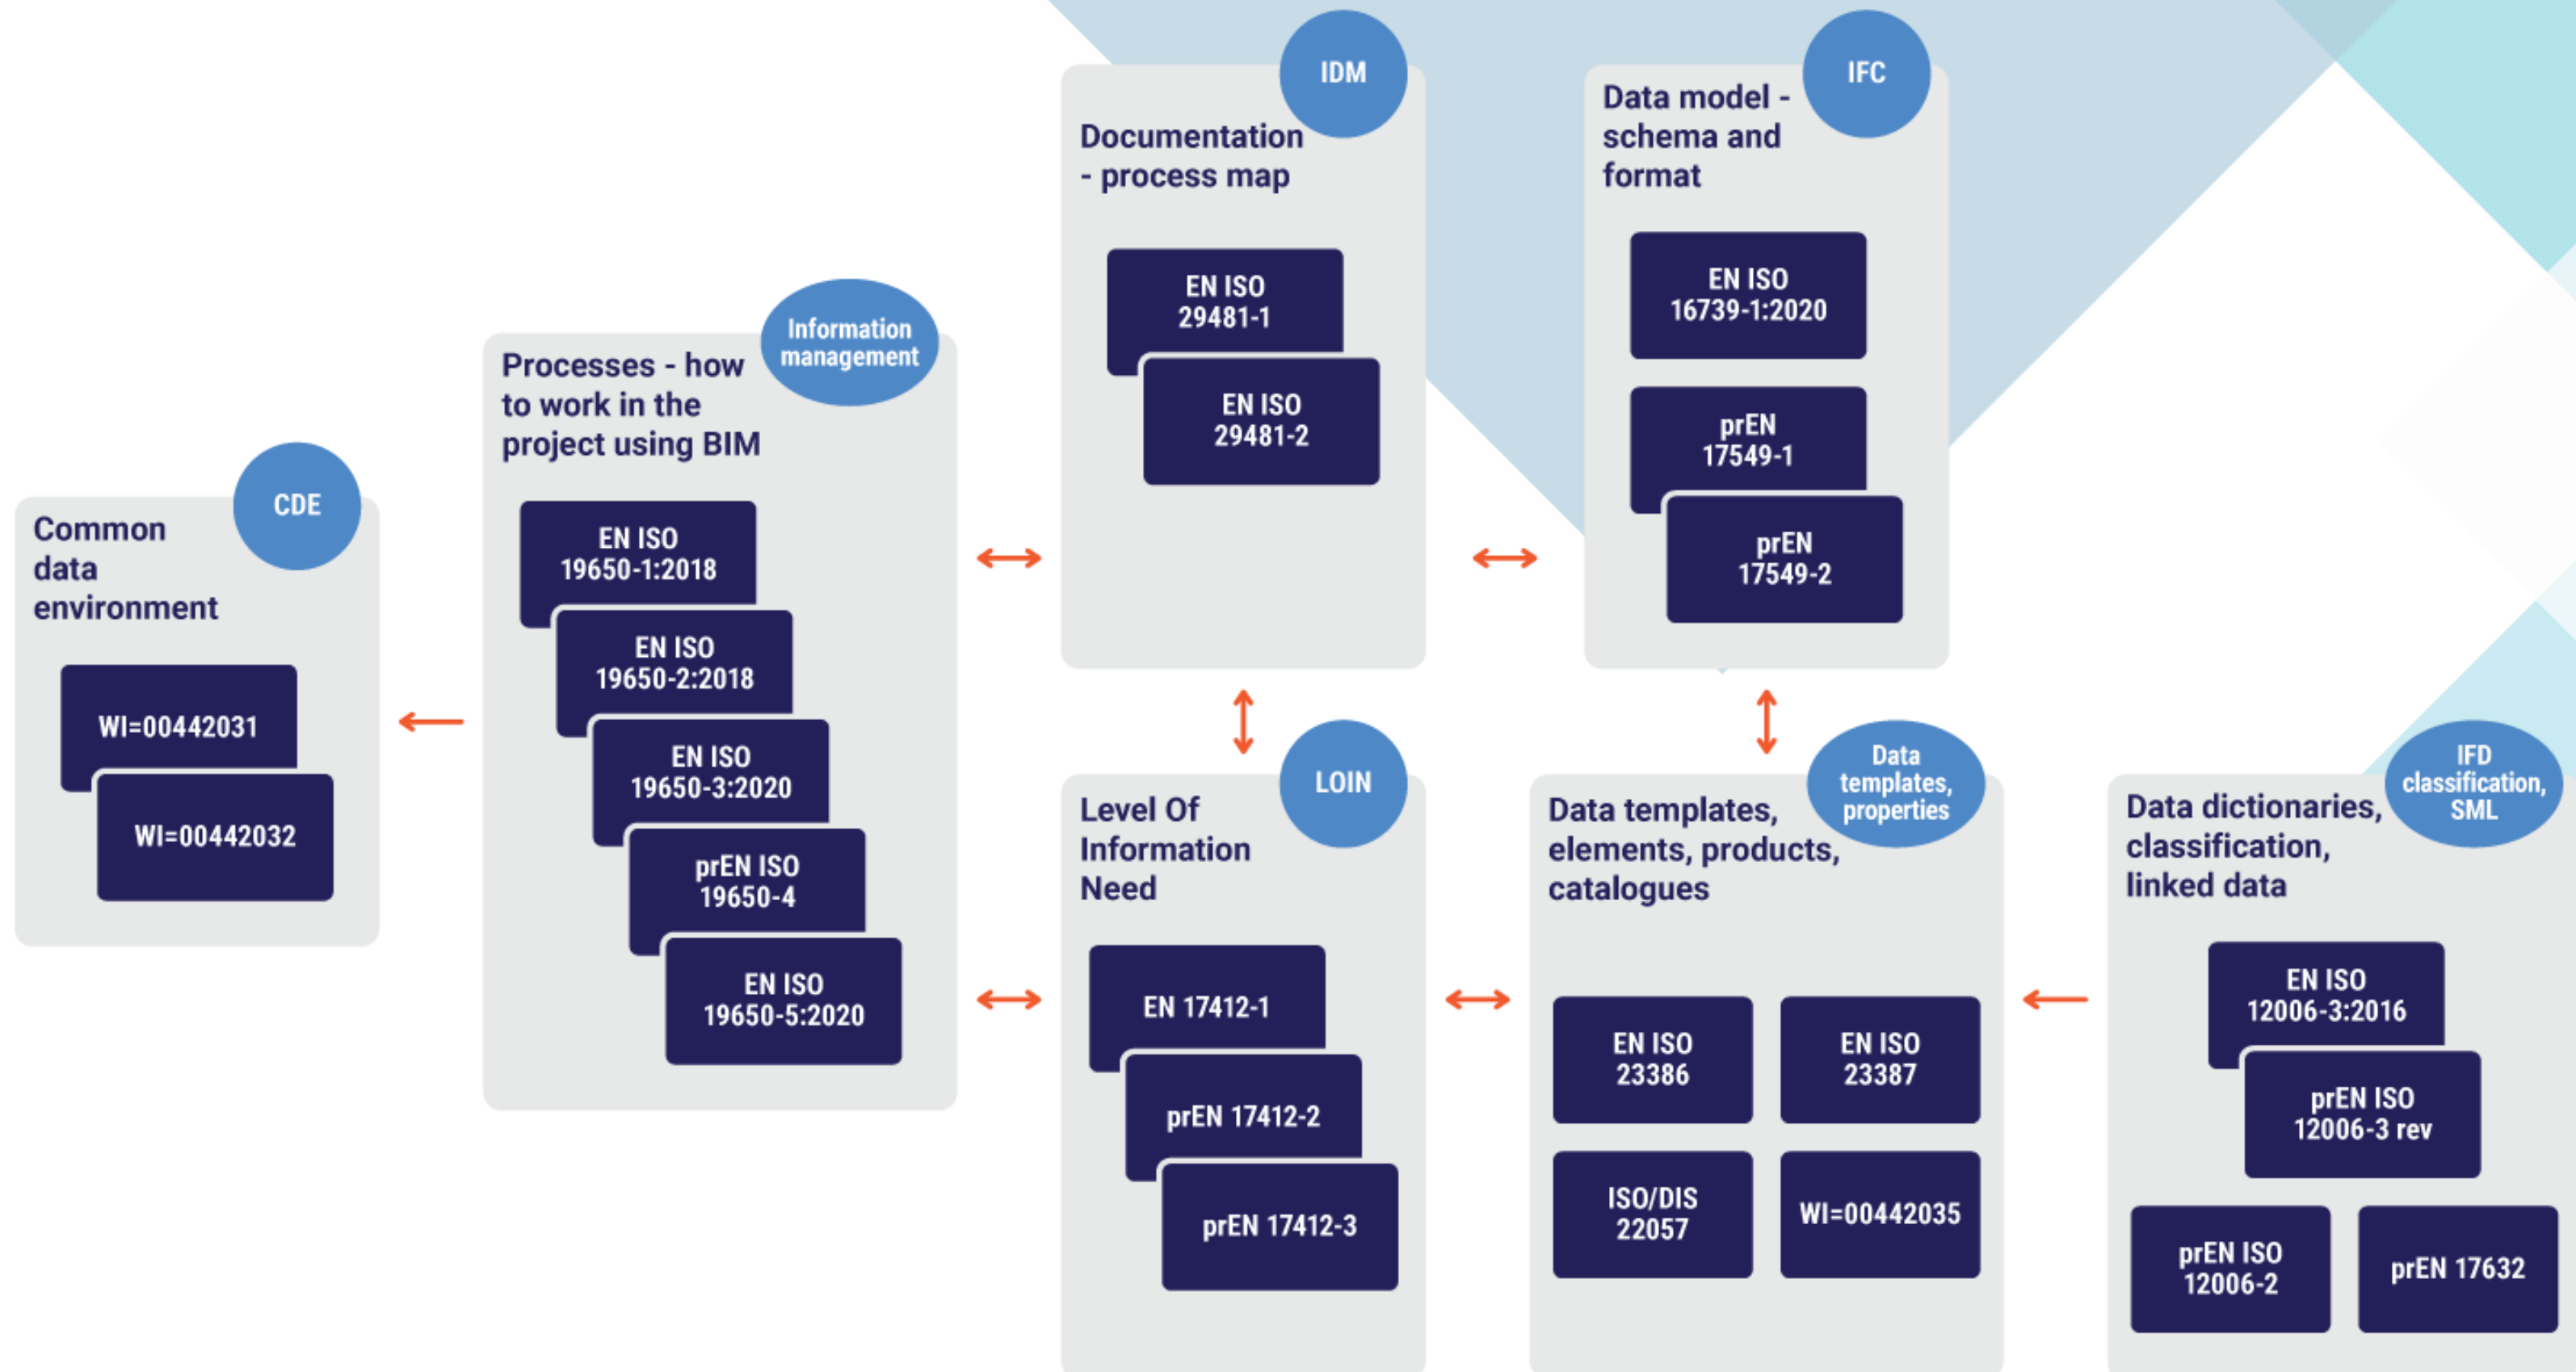 CDE
Common
data
environment
WI=00442031
WI=00442032
Information
management
Processes - how
to work in the
project using BIM
EN ISO
19650-1:2018
EN ISO
19650-2:2018
EN ISO
19650-3:2020
prEN ISO
19650-4
EN ISO
19650-5:2020
IDM
Documentation
- process map
EN ISO
29481-1
EN ISO
29481-2
IFC
Data model -
schema and
format
EN ISO
16739-1:2020
prEN
17549-1
prEN
17549-2
LOIN
Level Of
Information
Need
EN 17412-1
prEN 17412-2
prEN 17412-3
Data
templates,
properties
Data templates,
elements, products,
catalogues
EN ISO
23386
EN ISO
23387
ISO/DIS
22057
WI=00442035
IFD
classification,
SML
Data dictionaries,
classification,
linked data
EN ISO
12006-3:2016
prEN ISO
12006-3 rev
prEN ISO
12006-2
prEN 17632